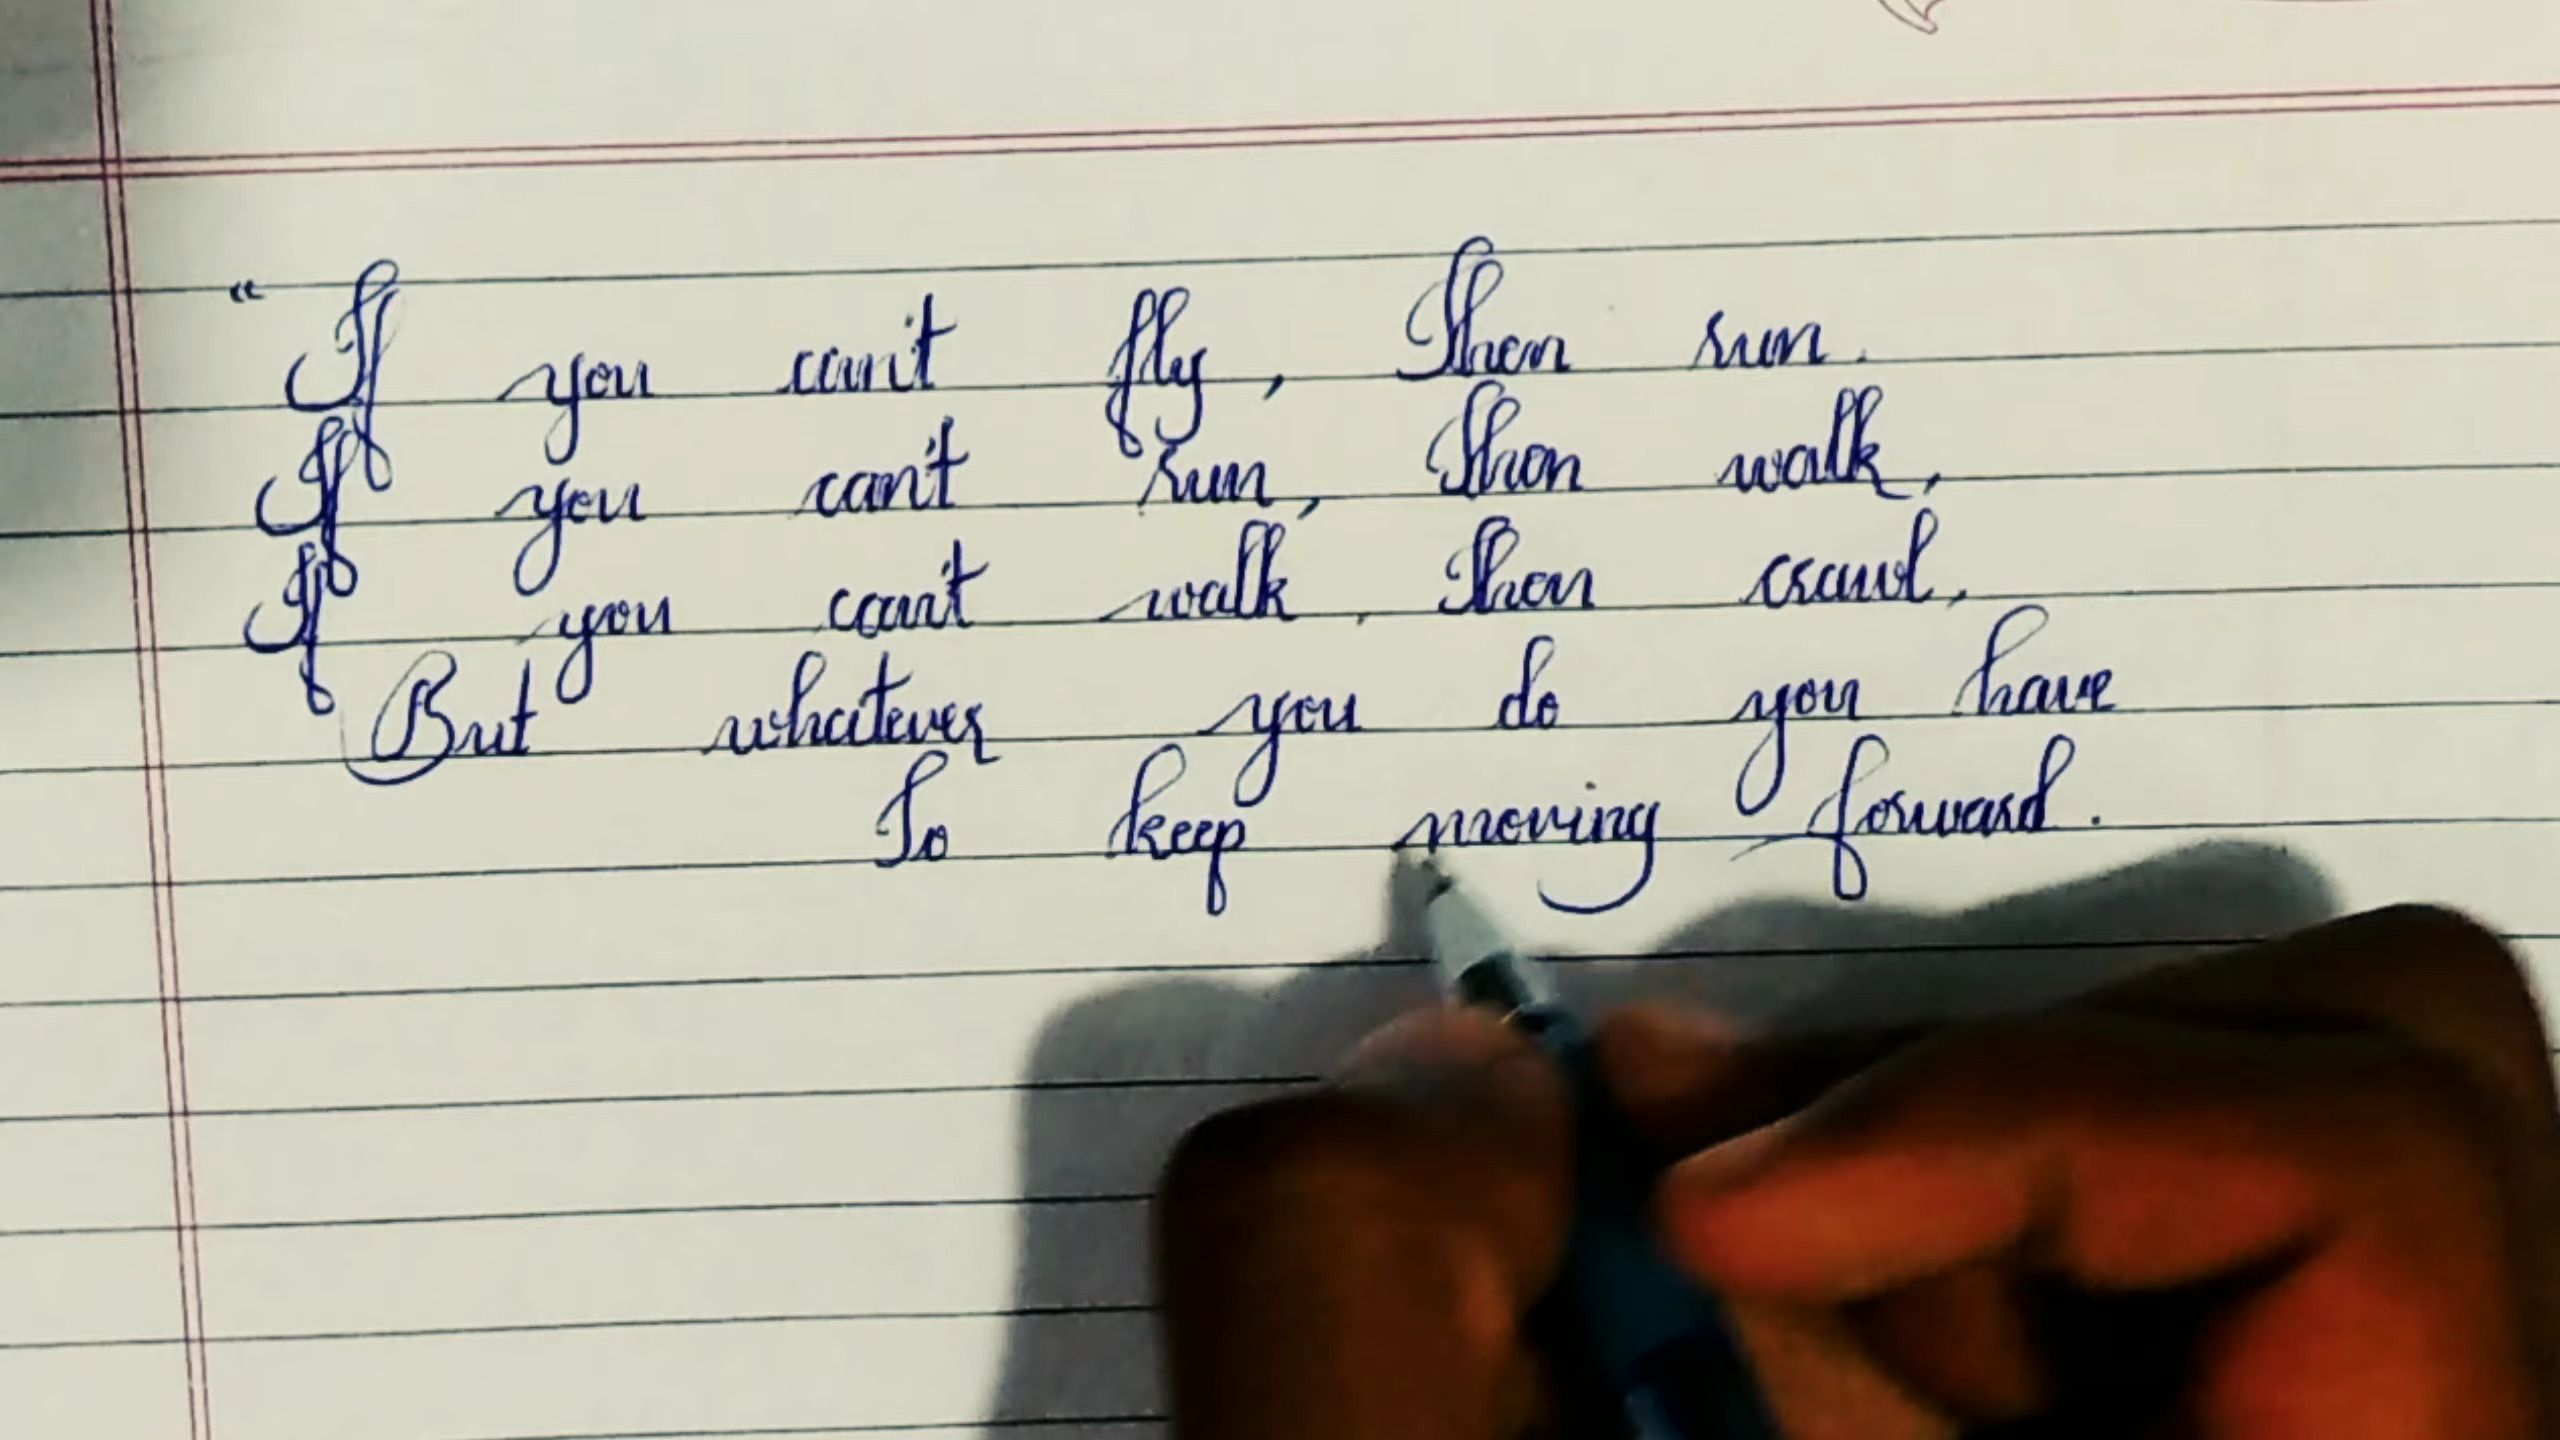 “ If you can't fly, Then run.
If you can't run, Then walk,
If you can't walk, Then crawl,
But whatever you do you have
To keep moving forward.